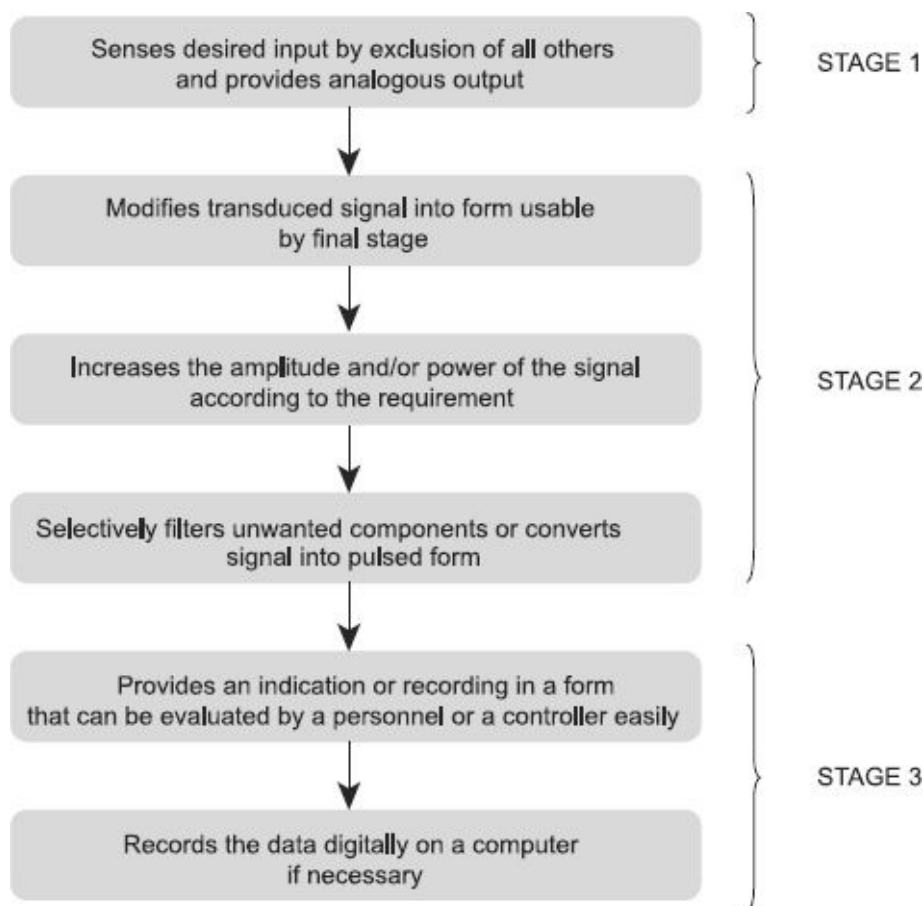 Senses desired input by exclusion of all others
and provides analogous output
STAGE 1
Modifies transduced signal into form usable
by final stage
Increases the amplitude and/or power of the signal
according to the requirement
STAGE 2
Selectively filters unwanted components or converts
signal into pulsed form
Provides an indication or recording in a form
that can be evaluated by a personnel or a controller easily
STAGE 3
Records the data digitally on a computer
if necessary